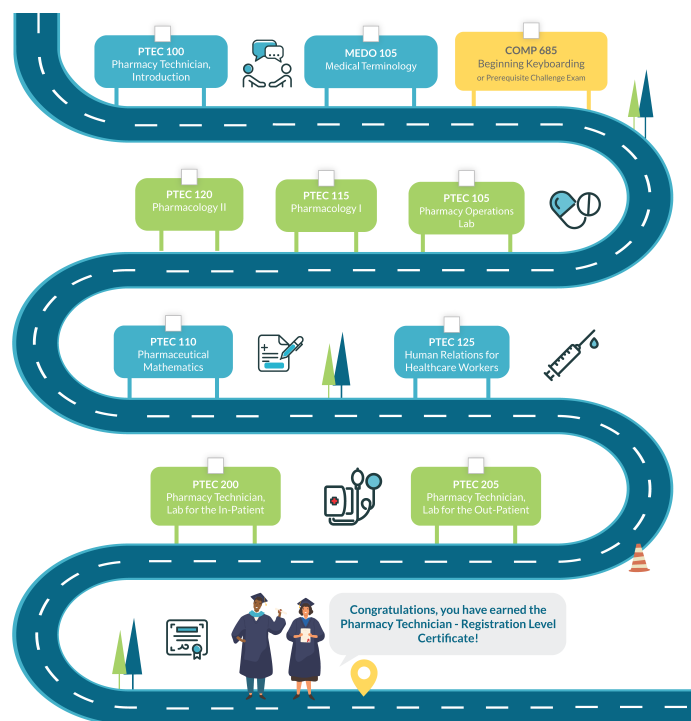 PTEC 100
Pharmacy Technician,
Introduction
MEDO 105
Medical Terminology
COMP 685
Beginning Keyboarding
or Prerequisite Challenge Exam
PTEC 120
Pharmacology II
PTEC 115
Pharmacology I
PTEC 105
Pharmacy Operations
Lab
PTEC 110
Pharmaceutical
Mathematics
PTEC 125
Human Relations for
Healthcare Workers
PTEC 200
Pharmacy Technician,
Lab for the In-Patient
PTEC 205
Pharmacy Technician,
Lab for the Out-Patient
Congratulations, you have earned the
Pharmacy Technician - Registration Level
Certificate!